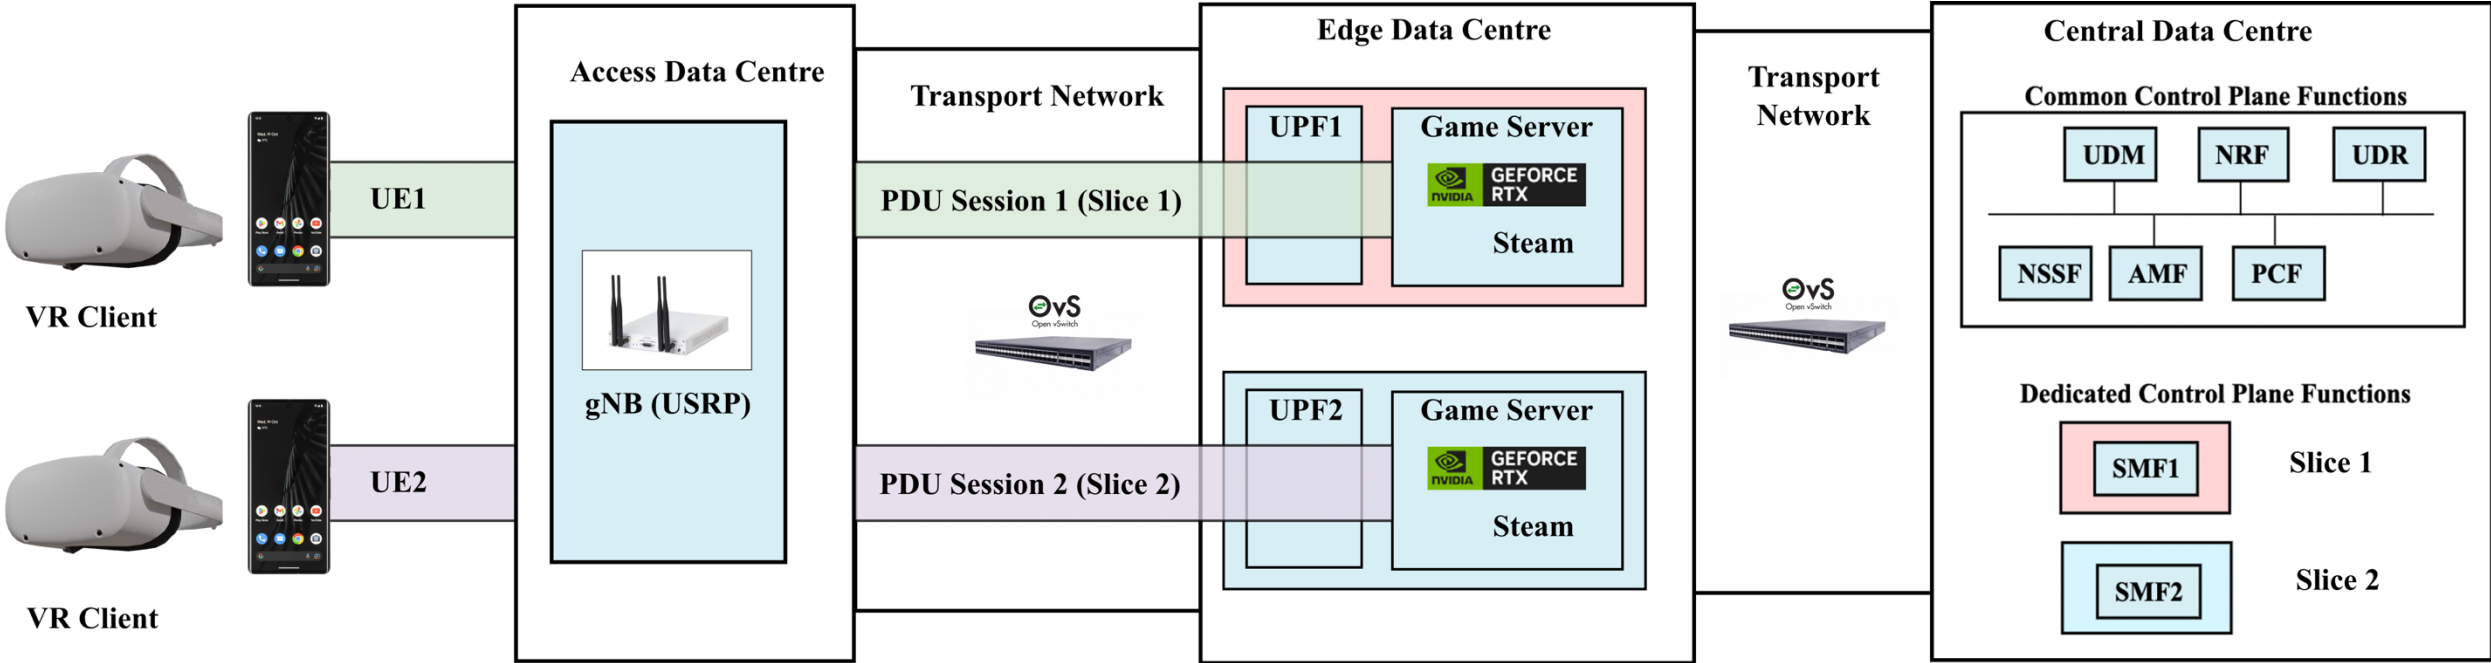 VR Client
UE1
VR Client
UE2
Access Data Centre
gNB (USRP)
Transport Network
PDU Session 1 (Slice 1)
OvS
Open vSwitch
PDU Session 2 (Slice 2)
Edge Data Centre
UPF1
Game Server
NVIDIA
GEFORCE
RTX
Steam
UPF2
Game Server
NVIDIA
GEFORCE
RTX
Steam
Transport
Network
OvS
Open vSwitch
Central Data Centre
Common Control Plane Functions
UDM
NRF
UDR
NSSF
AMF
PCF
Dedicated Control Plane Functions
SMF1
Slice 1
SMF2
Slice 2